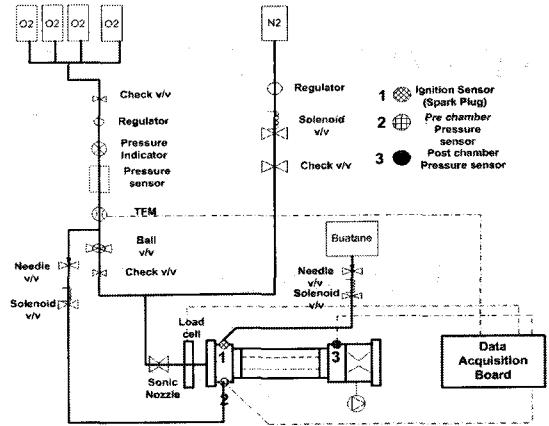 O2 O2 O2 O2
N2
Check v/v
Regulator
Pressure
Indicator
Pressure
sensor
TFM
Ball
v/v
Check v/v
Needle
v/v
Solenoid
v/v
Regulator
Solenoid
v/v
Check v/v
1 Ignition Sensor
(Spark Plug)
2 Pre chamber
Pressure
sensor
3 Post chamber
Pressure sensor
Buatane
Needle
v/v
Solenoid
v/v
Load
cell
1
3
2
Sonic
Nozzle
Data
Acquisition
Board